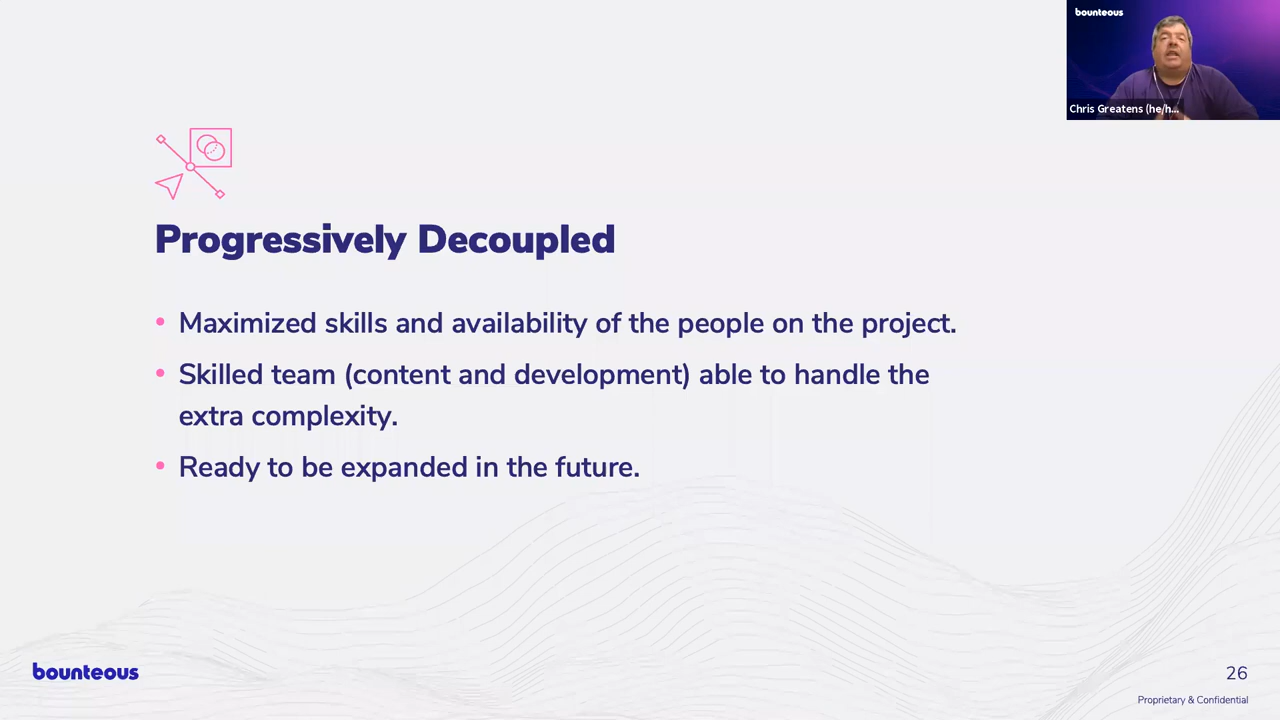 bounteous
Chris Greatens (he/h...
Progressively Decoupled
• Maximized skills and availability of the people on the project.
• Skilled team (content and development) able to handle the
extra complexity.
• Ready to be expanded in the future.
bounteous
26
Proprietary & Confidential